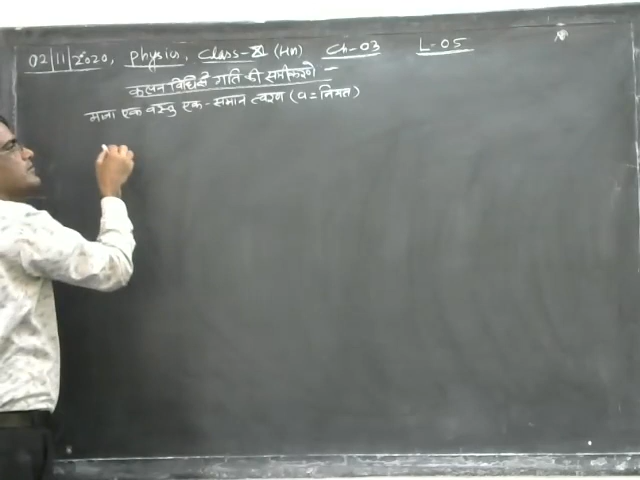 02|11|2020, Physics, Class-XI (Hn) Ch-03 L-05
कलन विधि से गति की समीकरणे -
माना एक वस्तु एक-समान त्वरण (a = नियत)